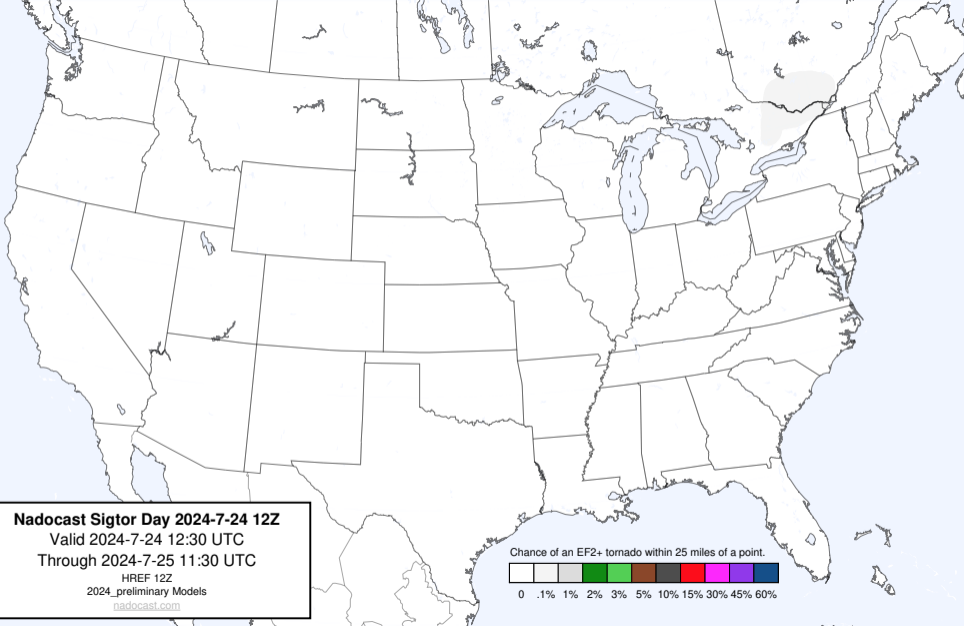 Nadocast Sigtor Day 2024-7-24 12Z
Valid 2024-7-24 12:30 UTC
Through 2024-7-25 11:30 UTC
HREF 12Z
2024_preliminary Models
nadocast.com
Chance of an EF2+ tornado within 25 miles of a point.
0 .1% 1% 2% 3% 5% 10% 15% 30% 45% 60%